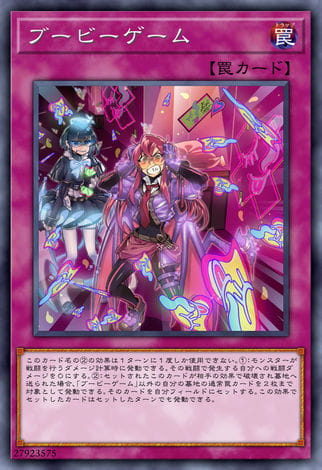 ブービーゲーム
トラップ
罠
【罠カード】
このカード名の②の効果は1ターンに1度しか使用できない。①：モンスターが
戦闘を行うダメージ計算時に発動できる。その戦闘で発生する自分への戦闘ダ
メージを0にする。②：セットされたこのカードが相手の効果で破壊され墓地へ
送られた場合、「ブービーゲーム」以外の自分の墓地の通常罠カードを2枚まで
対象として発動できる。そのカードを自分フィールドにセットする。この効果で
セットしたカードはセットしたターンでも発動できる。
27923575